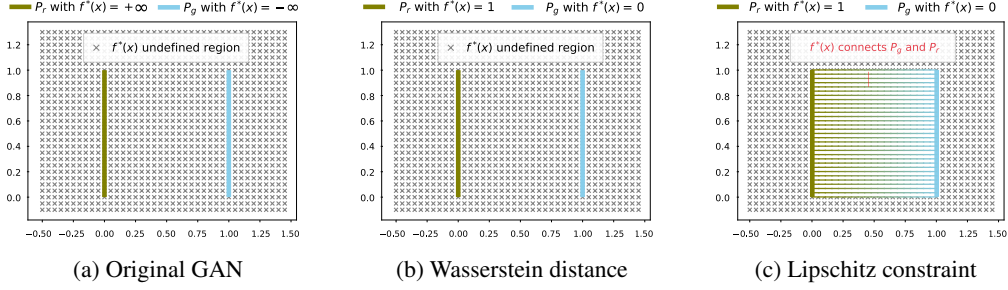 P_r with f*(x) = +∞ P_g with f*(x) = −∞
f*(x) undefined region
1.2
1.0
0.8
0.6
0.4
0.2
0.0
−0.50 −0.25 0.00 0.25 0.50 0.75 1.00 1.25 1.50
(a) Original GAN
P_r with f*(x) = 1 P_g with f*(x) = 0
f*(x) undefined region
1.2
1.0
0.8
0.6
0.4
0.2
0.0
−0.50 −0.25 0.00 0.25 0.50 0.75 1.00 1.25 1.50
(b) Wasserstein distance
P_r with f*(x) = 1 P_g with f*(x) = 0
f*(x) connects P_g and P_r
1.2
1.0
0.8
0.6
0.4
0.2
0.0
−0.50 −0.25 0.00 0.25 0.50 0.75 1.00 1.25 1.50
(c) Lipschitz constraint